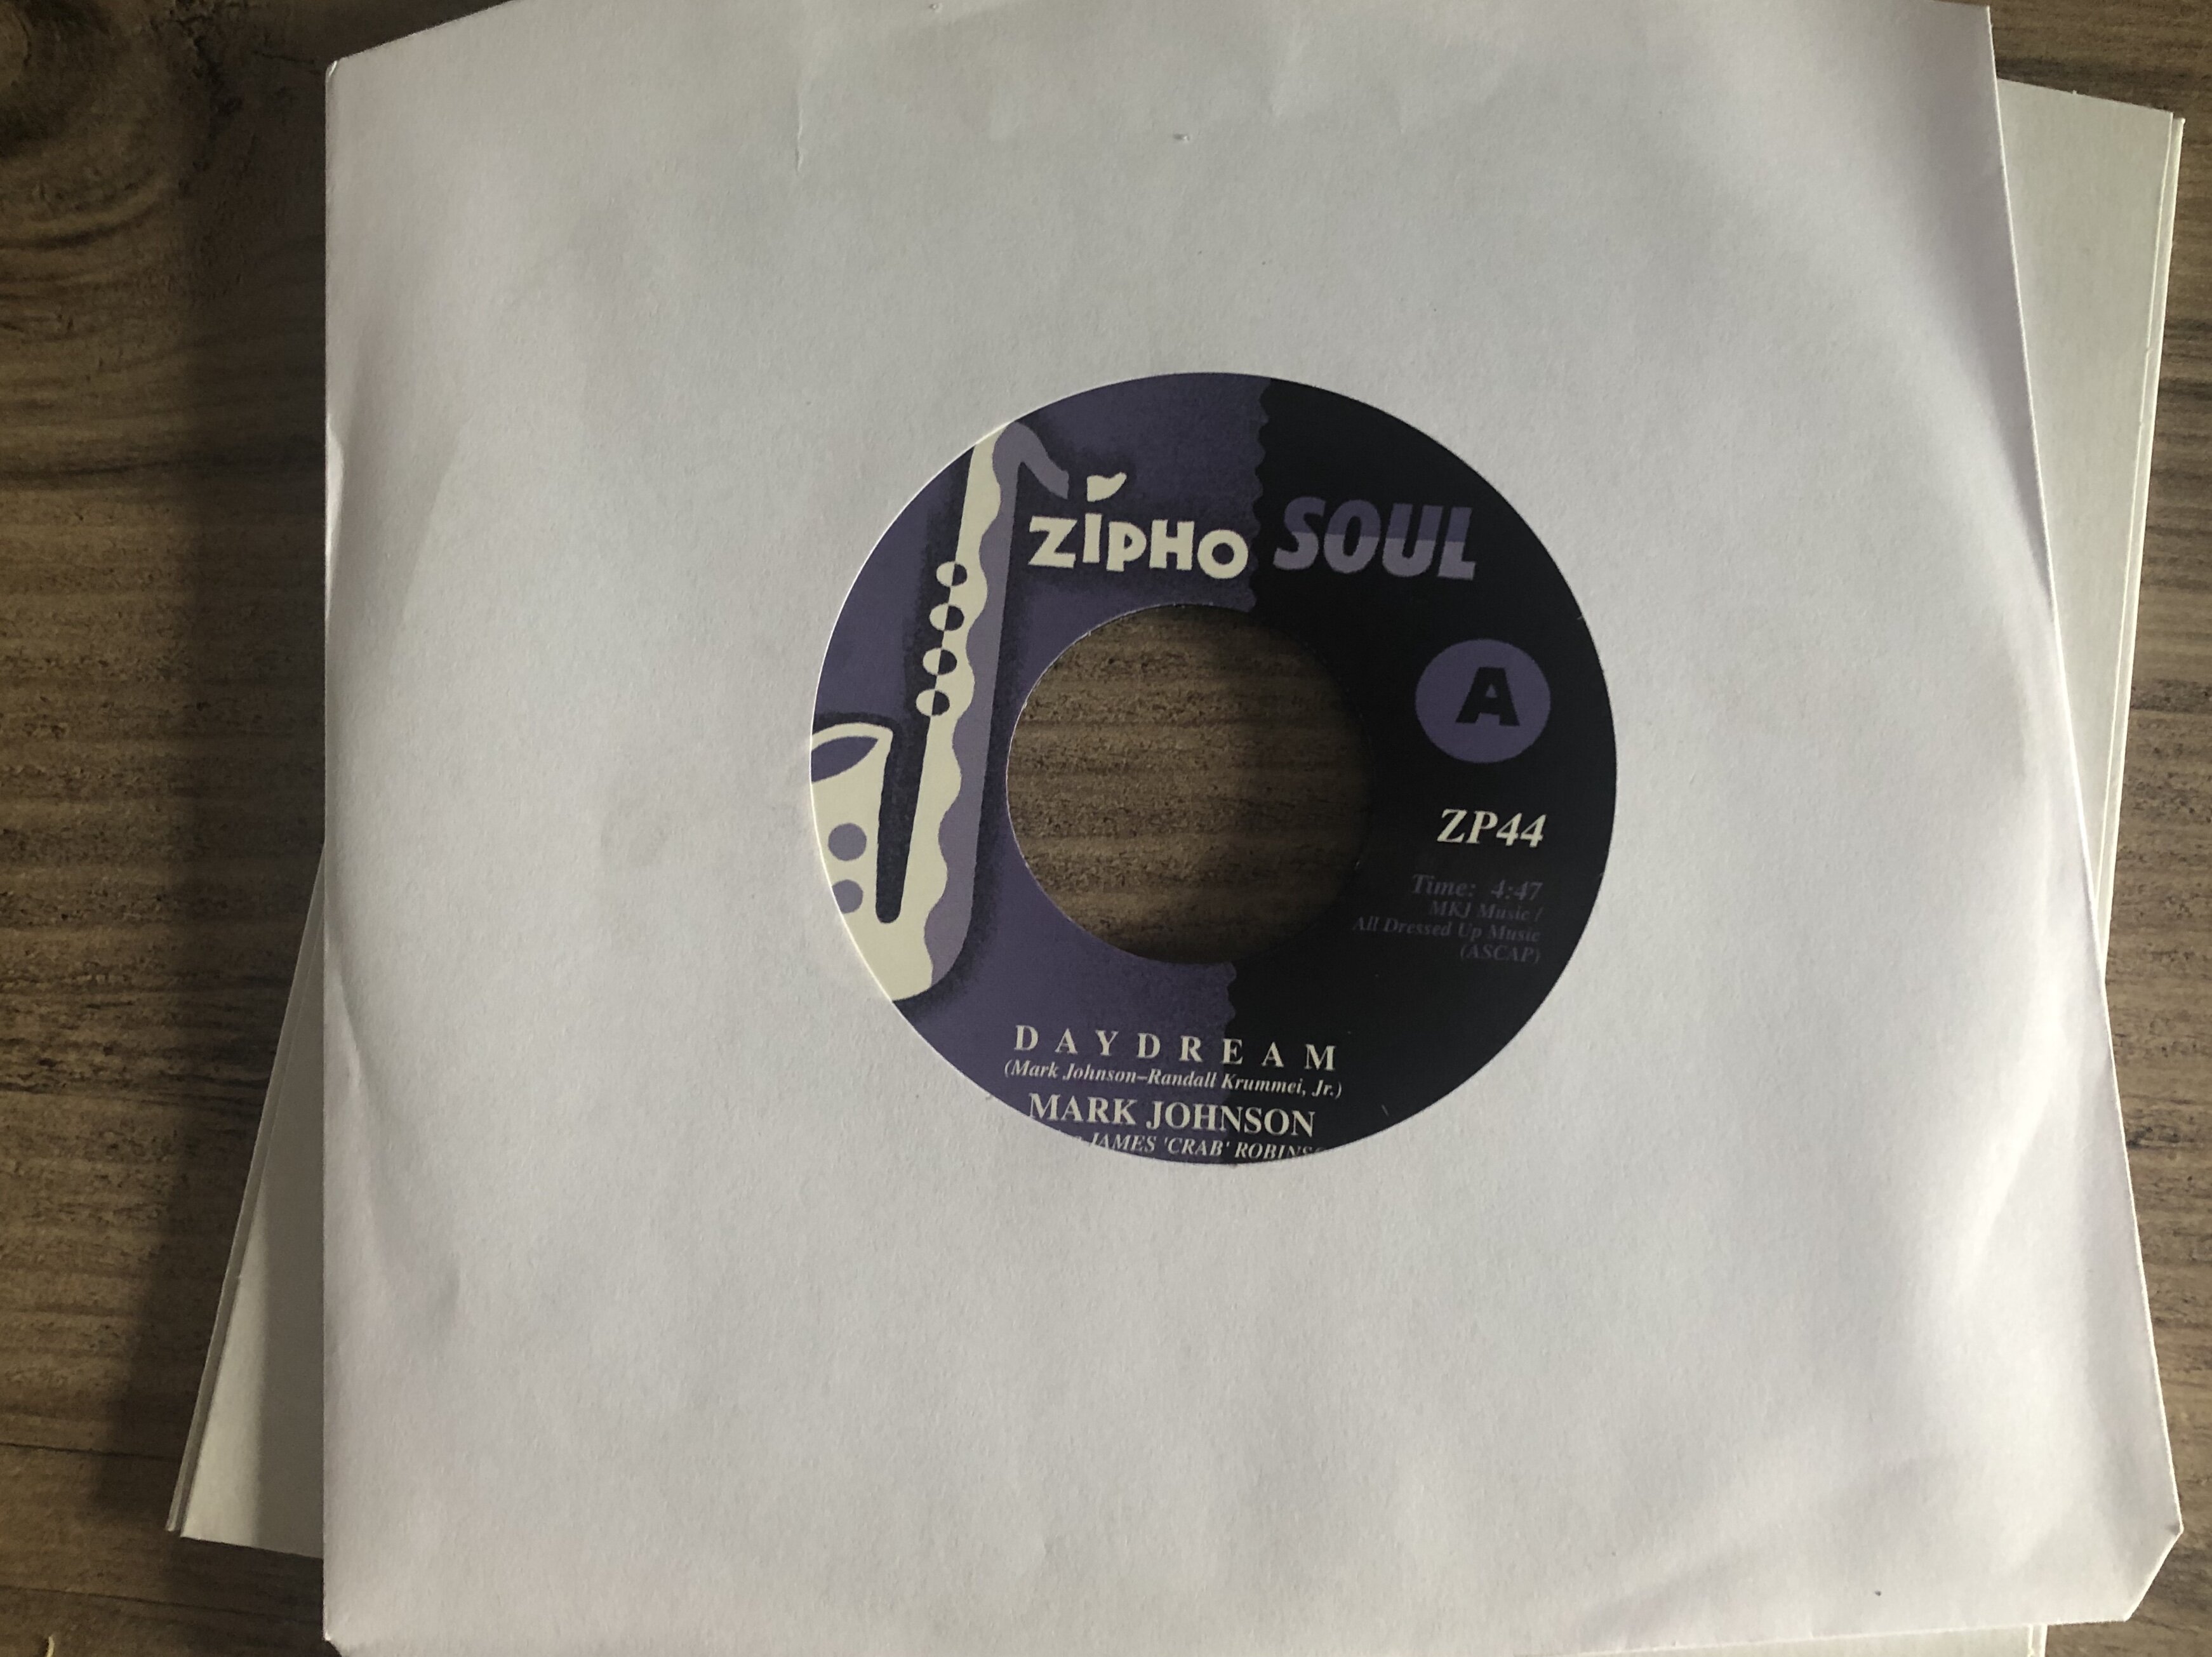 ZIPHO SOUL
A
ZP44
Time: 4:47
MKJ Music /
All Dressed Up Music
(ASCAP)
DAYDREAM
(Mark Johnson–Randall Krummei, Jr.)
MARK JOHNSON
JAMES 'CRAB'